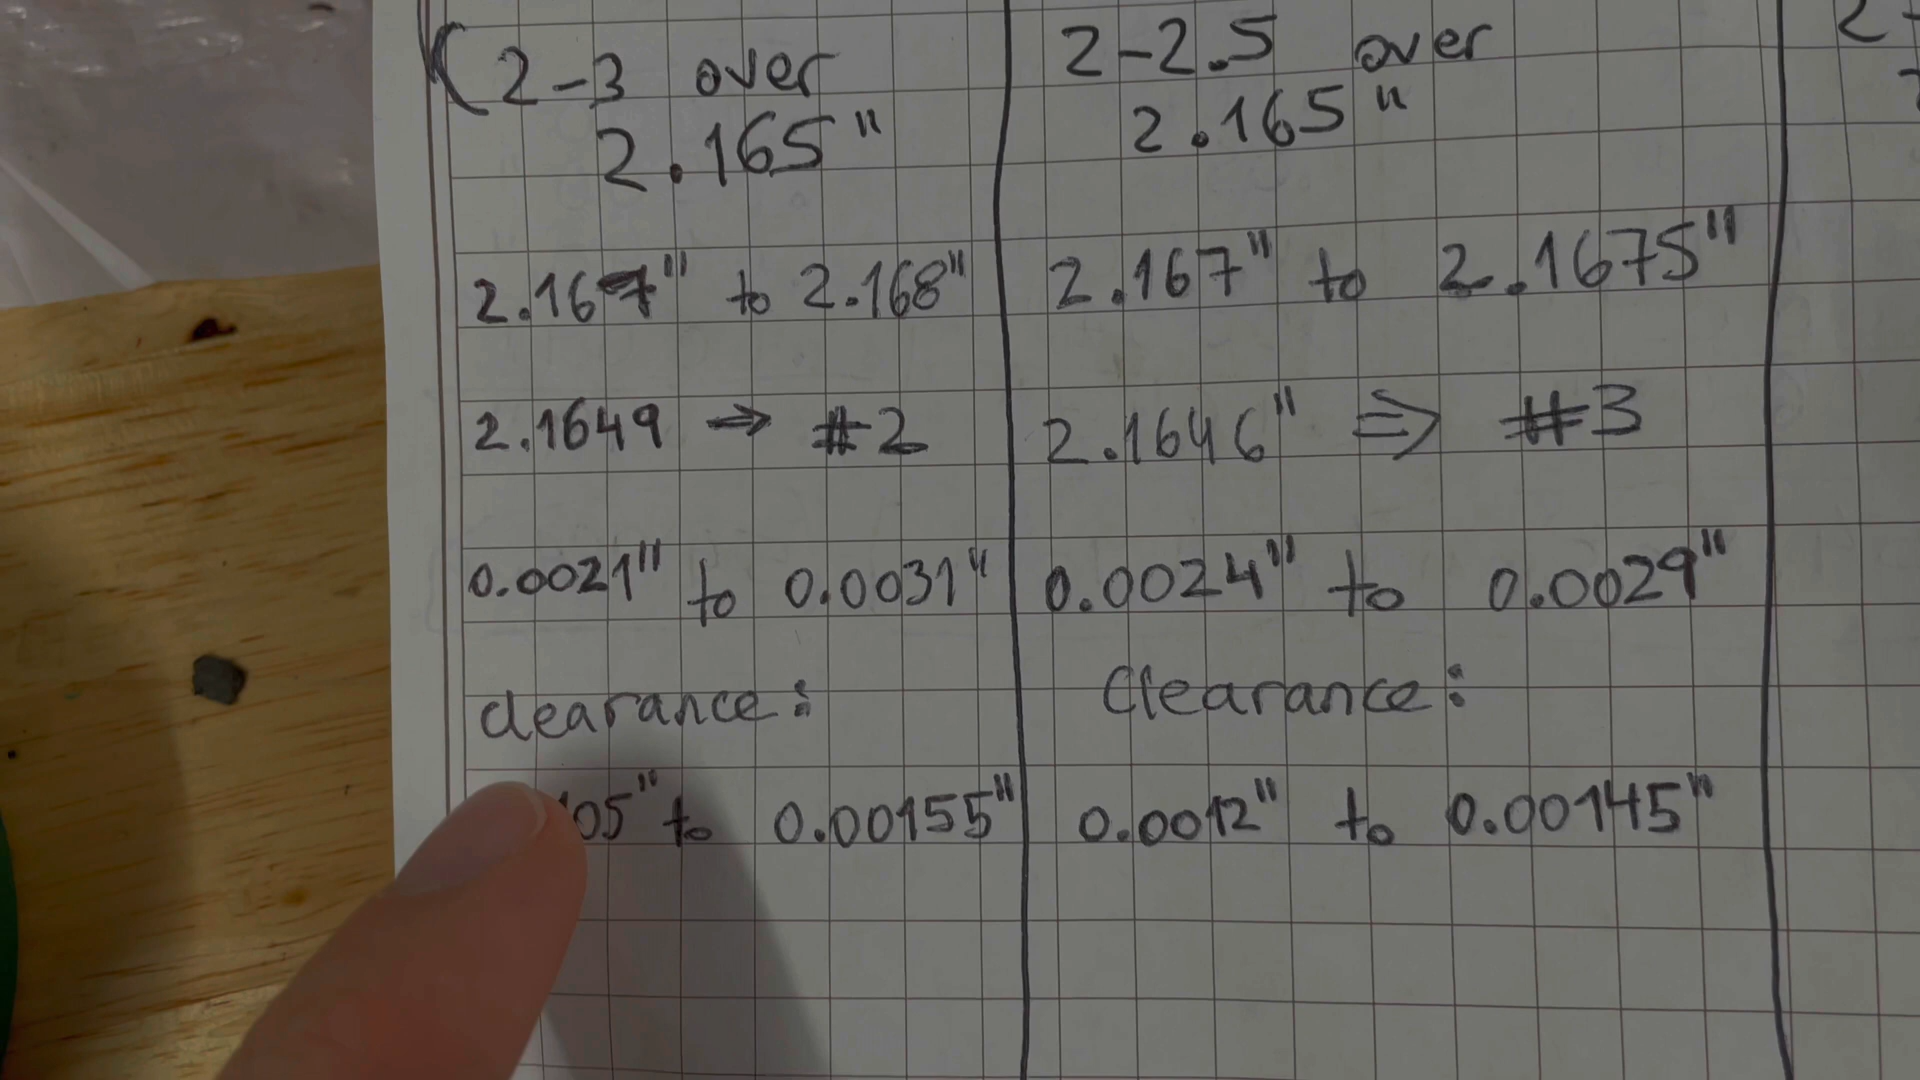 (2-3 over
2.165"
2.167" to 2.168"
2.1649 ⇒ #2
0.0021" to 0.0031"
clearance:
105" to 0.00155"
2-2.5 over
2.165"
2.167" to 2.1675"
2.1646" ⇒ #3
0.0024" to 0.0029"
Clearance:
0.0012" to 0.00145"
2